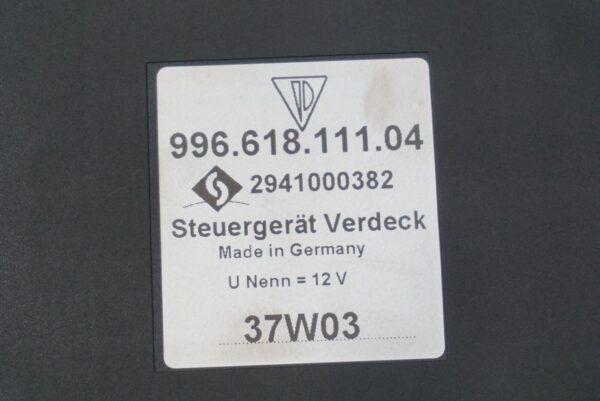 996.618.111.04
2941000382
Steuergerät Verdeck
Made in Germany
U Nenn = 12 V
37W03